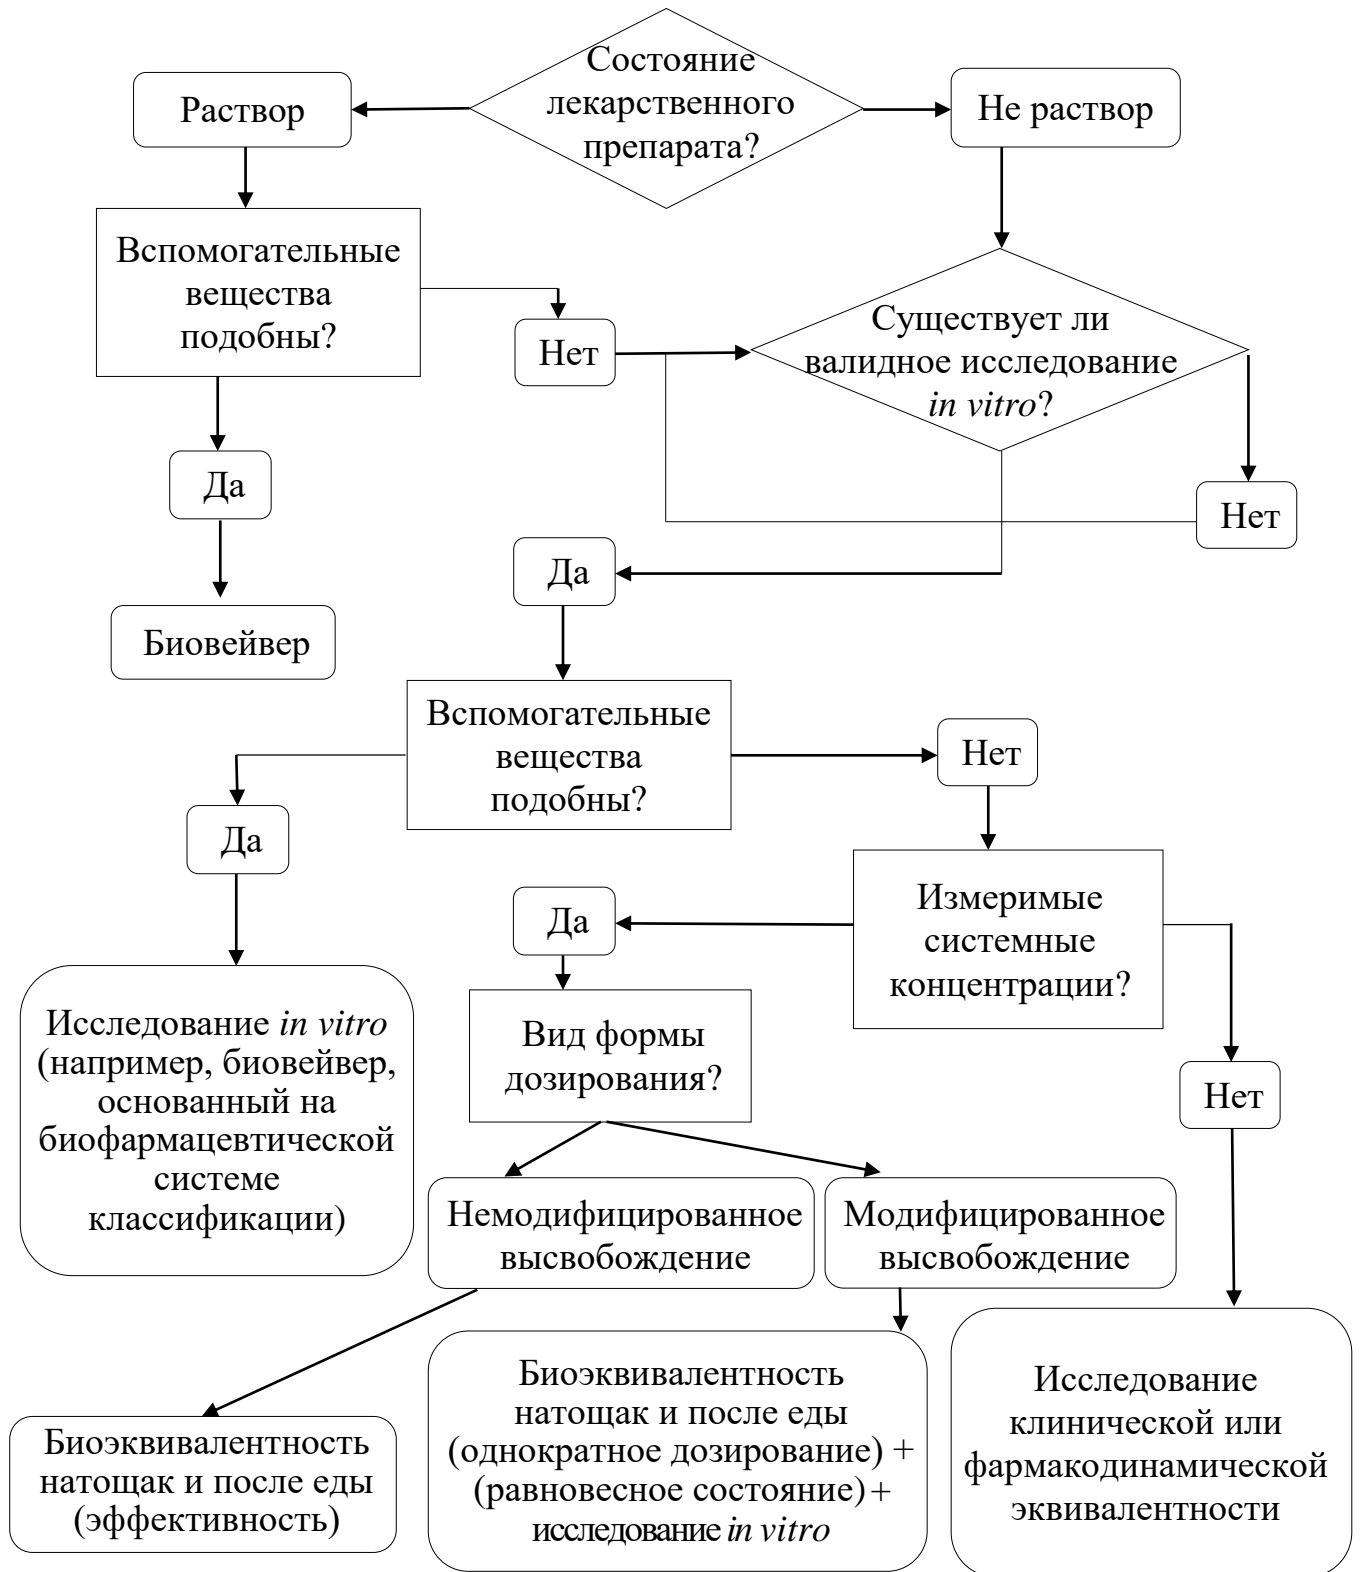 Состояние
лекарственного
препарата?
Раствор
Не раствор
Вспомогательные
вещества
подобны?
Нет
Существует ли
валидное исследование
in vitro?
Да
Нет
Да
Биовейвер
Вспомогательные
вещества
подобны?
Нет
Да
Измеримые
системные
концентрации?
Да
Исследование in vitro
(например, биовейвер,
основанный на
биофармацевтической
системе
классификации)
Вид формы
дозирования?
Нет
Немодифицированное
высвобождение
Модифицированное
высвобождение
Биоэквивалентность
натощак и после еды
(эффективность)
Биоэквивалентность
натощак и после еды
(однократное дозирование) +
(равновесное состояние) +
исследование in vitro
Исследование
клинической или
фармакодинамической
эквивалентности